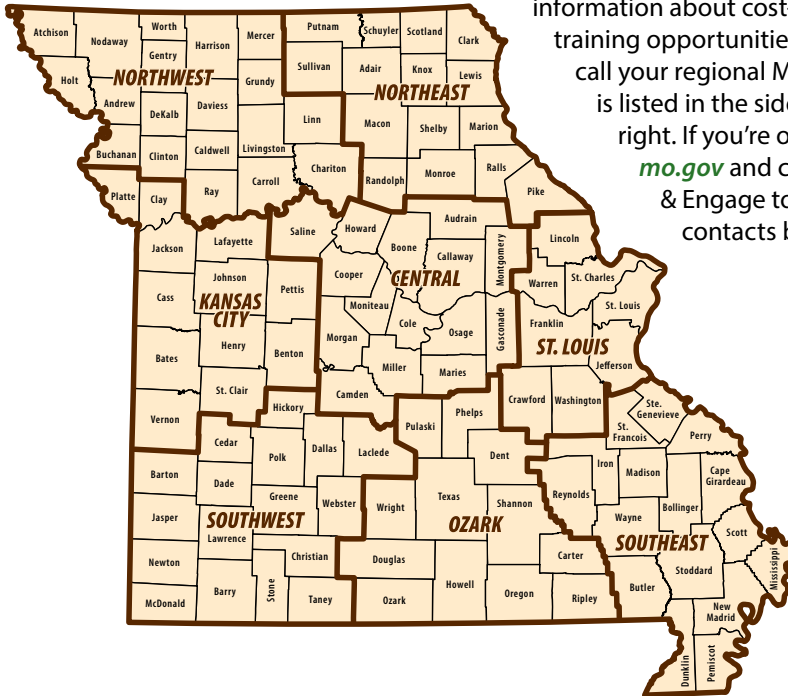 information about cost-
training opportunitie
call your regional M
is listed in the side
right. If you're o
mo.gov and c
& Engage to
contacts b
Atchison
Nodaway
Worth
Gentry
Harrison
Mercer
Putnam
Schuyler
Scotland
Clark
Holt
NORTHWEST
Grundy
Sullivan
Adair
Knox
Lewis
NORTHEAST
Andrew
DeKalb
Daviess
Linn
Macon
Shelby
Marion
Buchanan
Clinton
Caldwell
Livingston
Chariton
Randolph
Monroe
Ralls
Pike
Platte
Clay
Ray
Carroll
Jackson
Lafayette
Saline
Howard
Boone
Audrain
Callaway
Montgomery
Lincoln
Warren
St. Charles
St. Louis
Cass
Johnson
KANSAS
CITY
Pettis
Cooper
CENTRAL
Moniteau
Cole
Osage
Gasconade
Franklin
ST. LOUIS
Jefferson
Bates
Henry
Benton
Morgan
Miller
Maries
Camden
Crawford
Washington
Vernon
St. Clair
Hickory
Pulaski
Phelps
Dent
Ste.
Genevieve
St.
Francois
Perry
Cedar
Polk
Dallas
Laclede
Barton
Dade
Greene
Webster
Wright
Texas
Shannon
Reynolds
Iron
Madison
Cape
Girardeau
Bollinger
Wayne
Jasper
SOUTHWEST
OZARK
SOUTHEAST
Scott
Lawrence
Christian
Douglas
Carter
Stoddard
Mississippi
Newton
McDonald
Barry
Stone
Taney
Ozark
Howell
Oregon
Ripley
Butler
New
Madrid
Dunklin
Pemiscot